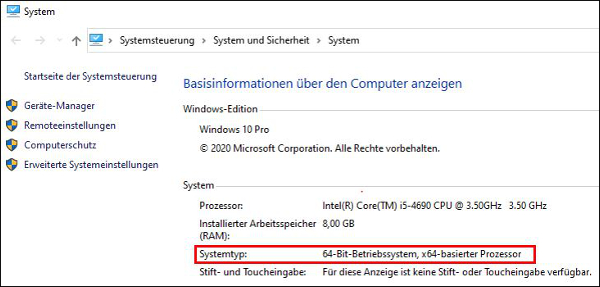 System
Systemsteuerung > System und Sicherheit > System
Startseite der Systemsteuerung
Geräte-Manager
Remoteeinstellungen
Computerschutz
Erweiterte Systemeinstellungen
Basisinformationen über den Computer anzeigen
Windows-Edition
Windows 10 Pro
© 2020 Microsoft Corporation. Alle Rechte vorbehalten.
System
Prozessor: Intel(R) Core(TM) i5-4690 CPU @ 3.50GHz 3.50 GHz
Installierter Arbeitsspeicher 8,00 GB
(RAM):
Systemtyp: 64-Bit-Betriebssystem, x64-basierter Prozessor
Stift- und Toucheingabe: Für diese Anzeige ist keine Stift- oder Toucheingabe verfügbar.